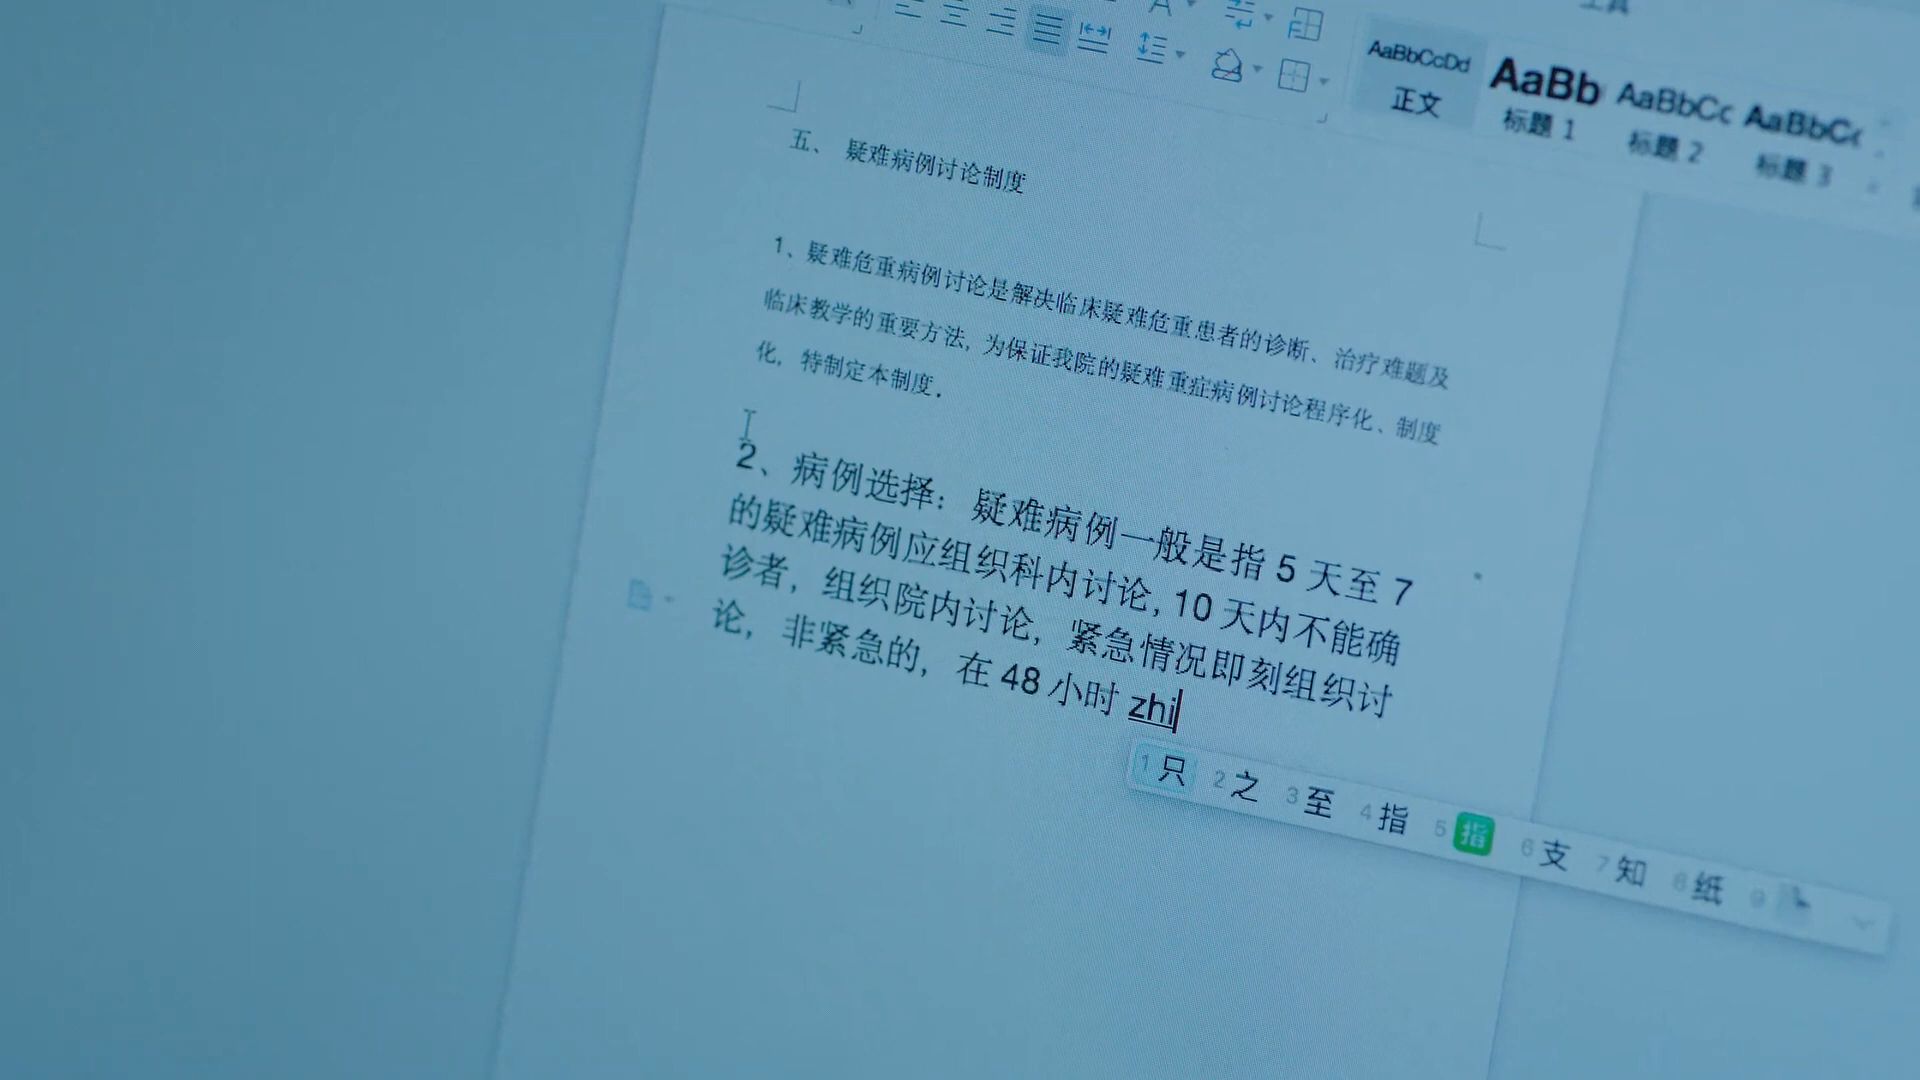 工具
AaBbCcDd
AaBb
AaBbCc
AaBbCc
正文
标题 1
标题 2
标题 3
五、 疑难病例讨论制度
1、疑难危重病例讨论是解决临床疑难危重患者的诊断、治疗难题及
临床教学的重要方法, 为保证我院的疑难重症病例讨论程序化、制度
化, 特制定本制度.
2、病例选择: 疑难病例一般是指 5 天至 7
的疑难病例应组织科内讨论, 10 天内不能确
诊者, 组织院内讨论, 紧急情况即刻组织讨
论, 非紧急的, 在 48 小时 zhi
1 只 2 之 3 至 4 指 5 指 6 支 7 知 8 纸 9